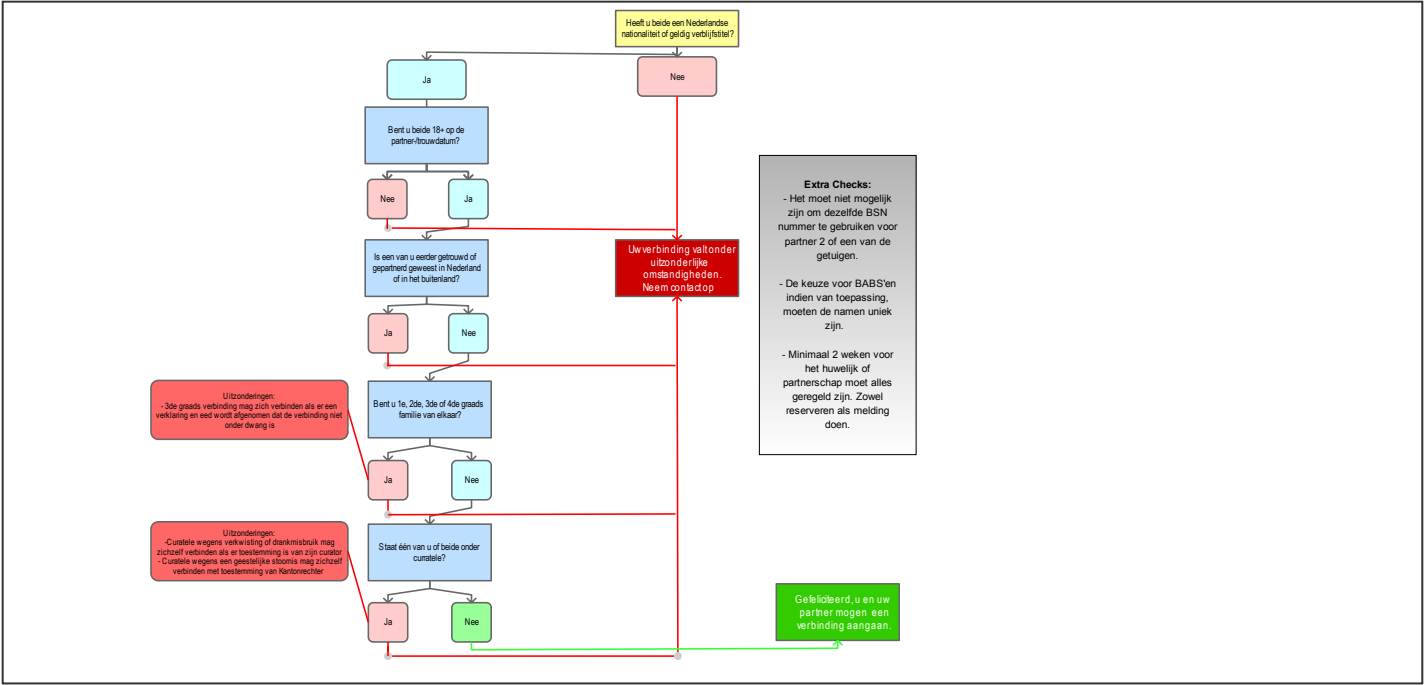 Heeft u beide een Nederlandse
nationaliteit of geldig verblijfstitel?
Ja
Nee
Bent u beide 18+ op de
partner-/trouwdatum?
Nee
Ja
Is een van u eerder getrouwd of
gepartnerd geweest in Nederland
of in het buitenland?
Ja
Nee
Uw verbinding valt onder
uitzonderlijke
omstandigheden.
Neem contact op
Extra Checks:
- Het moet niet mogelijk
zijn om dezelfde BSN
nummer te gebruiken voor
partner 2 of een van de
getuigen.
- De keuze voor BABS'en
indien van toepassing,
moeten de namen uniek
zijn.
- Minimaal 2 weken voor
het huwelijk of
partnerschap moet alles
geregeld zijn. Zowel
reserveren als melding
doen.
Uitzonderingen:
- 3de graads verbinding mag zich verbinden als er een
verklaring en eed wordt afgenomen dat de verbinding niet
onder dwang is
Bent u 1e, 2de, 3de of 4de graads
familie van elkaar?
Ja
Nee
Uitzonderingen:
-Curatele wegens verkwisting of drankmisbruik mag
zichzelf verbinden als er toestemming is van zijn curator
- Curatele wegens een geestelijke stoornis mag zichzelf
verbinden met toestemming van Kantonrechter
Staat één van u of beide onder
curratele?
Ja
Nee
Gefeliciteerd, u en uw
partner mogen een
verbinding aangaan.